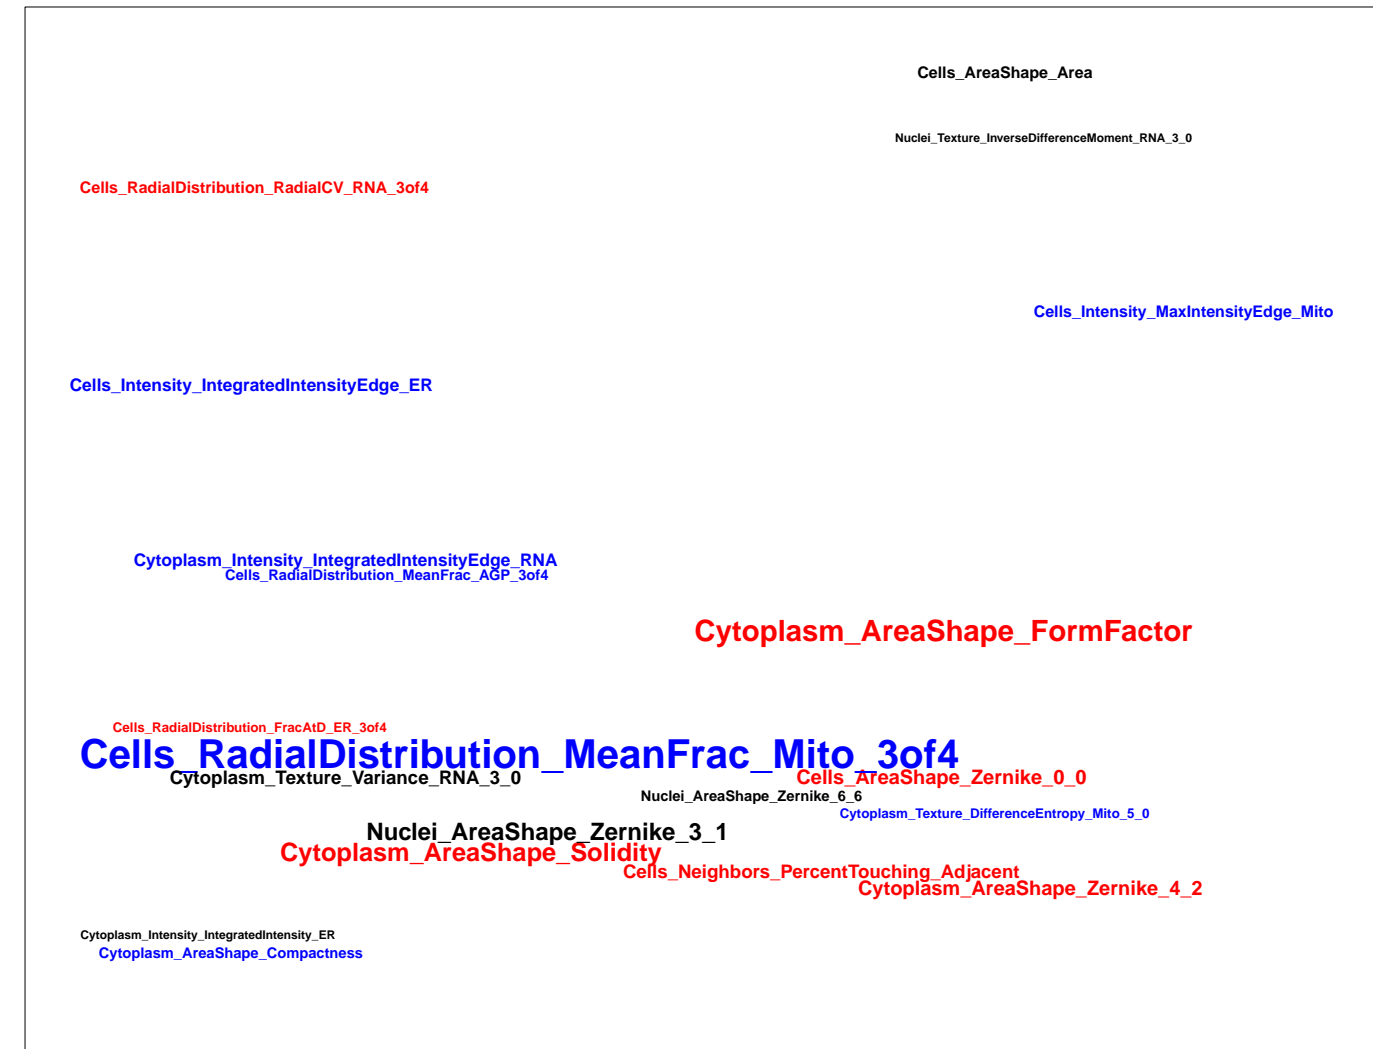 Cells_AreaShape_Area
Nuclei_Texture_InverseDifferenceMoment_RNA_3_0
Cells_RadialDistribution_RadialCV_RNA_3of4
Cells_Intensity_MaxIntensityEdge_Mito
Cells_Intensity_IntegratedIntensityEdge_ER
Cytoplasm_Intensity_IntegratedIntensityEdge_RNA
Cells_RadialDistribution_MeanFrac_AGP_3of4
Cytoplasm_AreaShape_FormFactor
Cells_RadialDistribution_FracAtD_ER_3of4
Cells_RadialDistribution_MeanFrac_Mito_3of4
Cytoplasm_Texture_Variance_RNA_3_0
Cells_AreaShape_Zernike_0_0
Nuclei_AreaShape_Zernike_6_6
Cytoplasm_Texture_DifferenceEntropy_Mito_5_0
Nuclei_AreaShape_Zernike_3_1
Cytoplasm_AreaShape_Solidity
Cells_Neighbors_PercentTouching_Adjacent
Cytoplasm_AreaShape_Zernike_4_2
Cytoplasm_Intensity_IntegratedIntensity_ER
Cytoplasm_AreaShape_Compactness